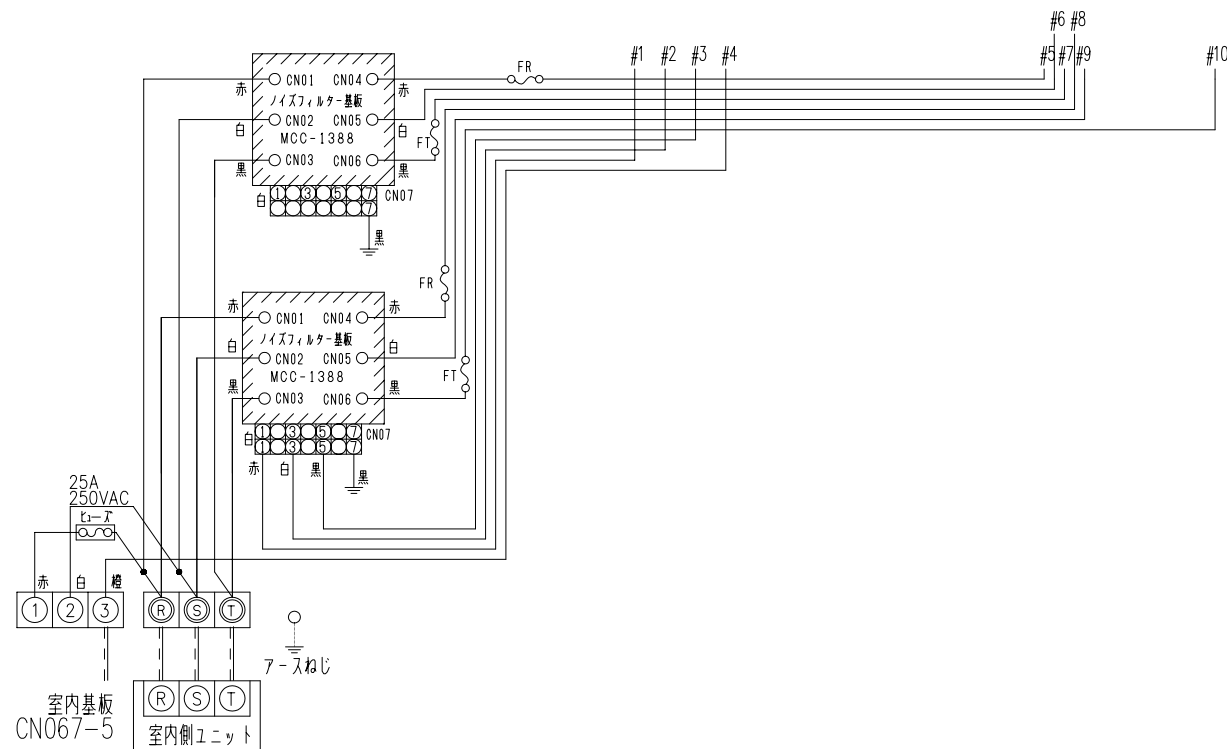 #6 #8
#1 #2 #3 #4 #5 #7 #9 #10
FR
CN01 CN04
赤 赤
ノイズフィルター基板
CN02 CN05
白 白
MCC-1388
FT
CN03 CN06
黒 黒
1 3 5 7 CN07
白
7
黒
FR
赤 赤
CN01 CN04
ノイズフィルター基板
白 白
CN02 CN05
MCC-1388
FT
黒 黒
CN03 CN06
1 3 5 7 CN07
白
1 3 5 7
赤 白 黒 黒
25A
250VAC
ヒューズ
赤 白 橙
1 2 3 R S T
アースねじ
室内基板
CN067-5
R S T
室内側ユニット